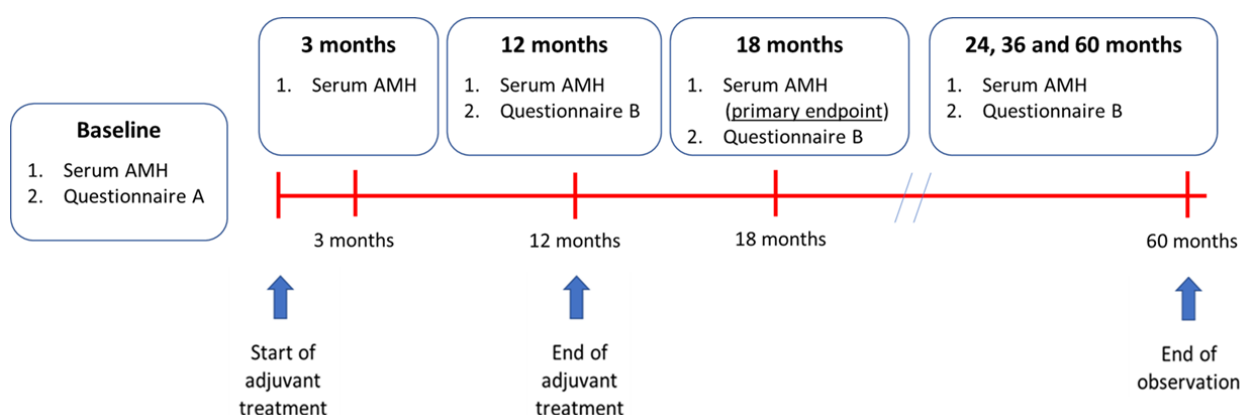 Baseline
1. Serum AMH
2. Questionnaire A
3 months
1. Serum AMH
12 months
1. Serum AMH
2. Questionnaire B
18 months
1. Serum AMH
(primary endpoint)
2. Questionnaire B
24, 36 and 60 months
1. Serum AMH
2. Questionnaire B
3 months
12 months
18 months
60 months
Start of
adjuvant
treatment
End of
adjuvant
treatment
End of
observation